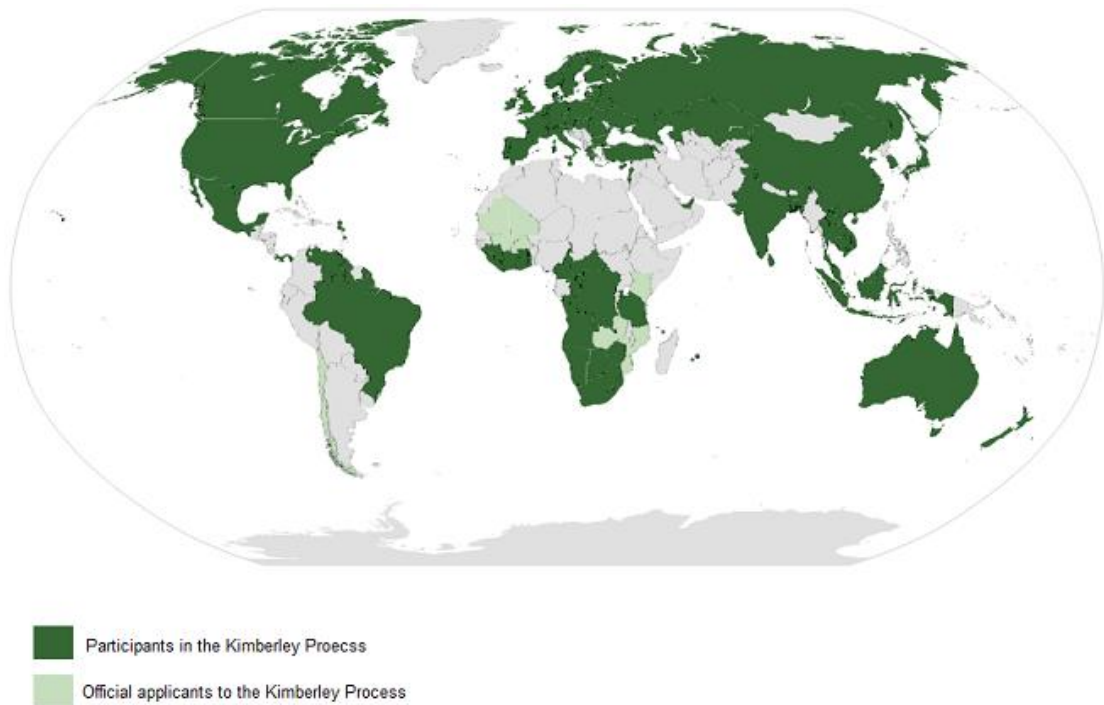 Participants in the Kimberley Proecss
Official applicants to the Kimberley Process